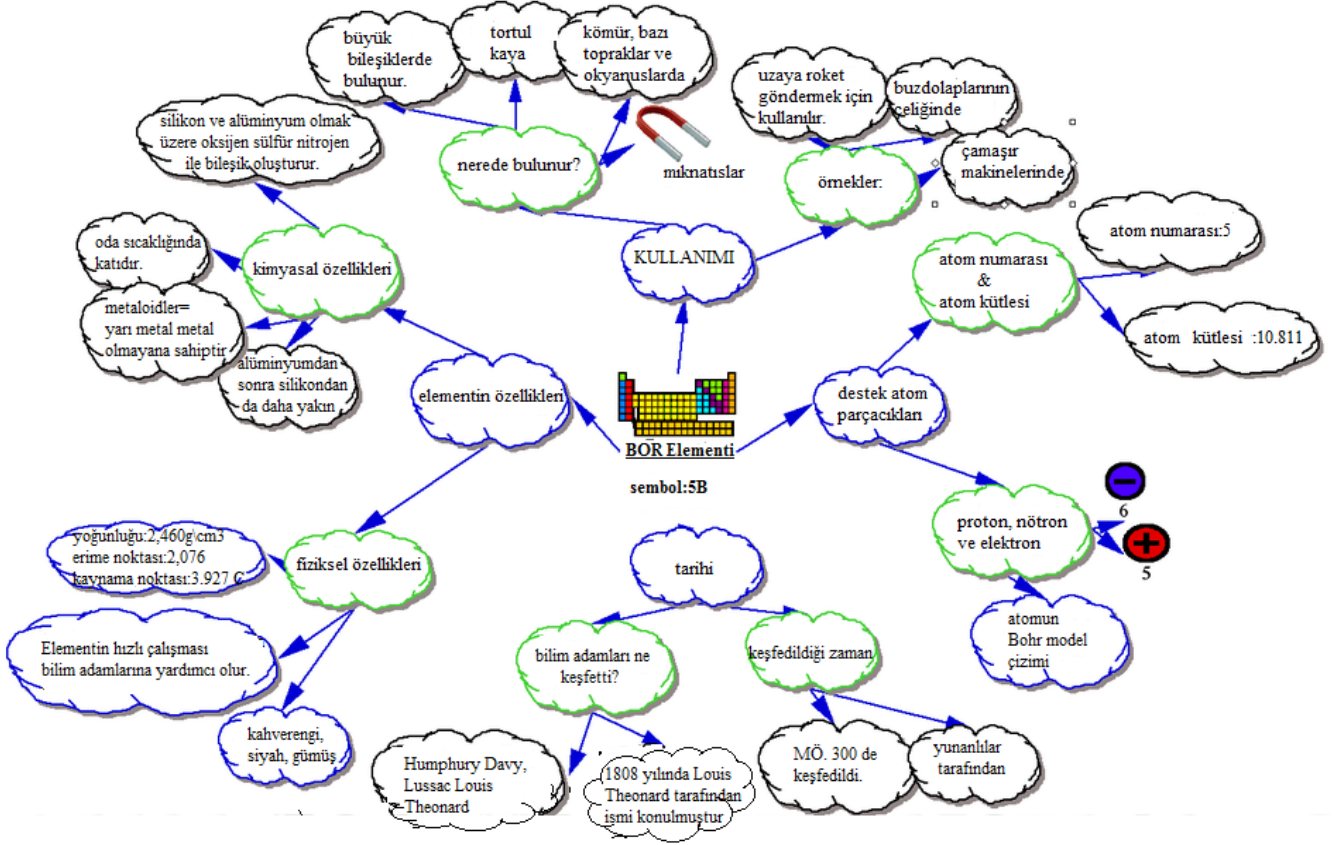 büyük
bileşiklerde
bulunur.
tortul
kaya
kömür, bazı
topraklar ve
okyanuslarda
mıknatıslar
nerede bulunur?
uzaya roket
göndermek için
kullanılır.
buzdolaplarının
çeliğinde
çamaşır
makinelerinde
örnekler:
KULLANIMI
silikon ve alüminyum olmak
üzere oksijen sülfür nitrojen
ile bileşik oluşturur.
oda sıcaklığında
katıdır.
metaloidler=
yarı metal metal
olmayana sahiptir
alüminyumdan
sonra silikondan
da daha yakın
kimyasal özellikleri
elementin özellikleri
atom numarası
&
atom kütlesi
atom numarası:5
atom kütlesi :10.811
destek atom
parçacıkları
BOR Elementi
sembol:5B
proton, nötron
ve elektron
6
5
atomun
Bohr model
çizimi
yoğunluğu:2,460g\cm3
erime noktası:2,076
kaynama noktası:3.927 C
fiziksel özellikleri
Elementin hızlı çalışması
bilim adamlarına yardımcı olur.
kahverengi,
siyah, gümüş
tarihi
bilim adamları ne
keşfetti?
keşfedildiği zaman
Humphury Davy,
Lussac Louis
Theonard
1808 yılında Louis
Theonard tarafından
ismi konulmuştur
MÖ. 300 de
keşfedildi.
yunanlılar
tarafından